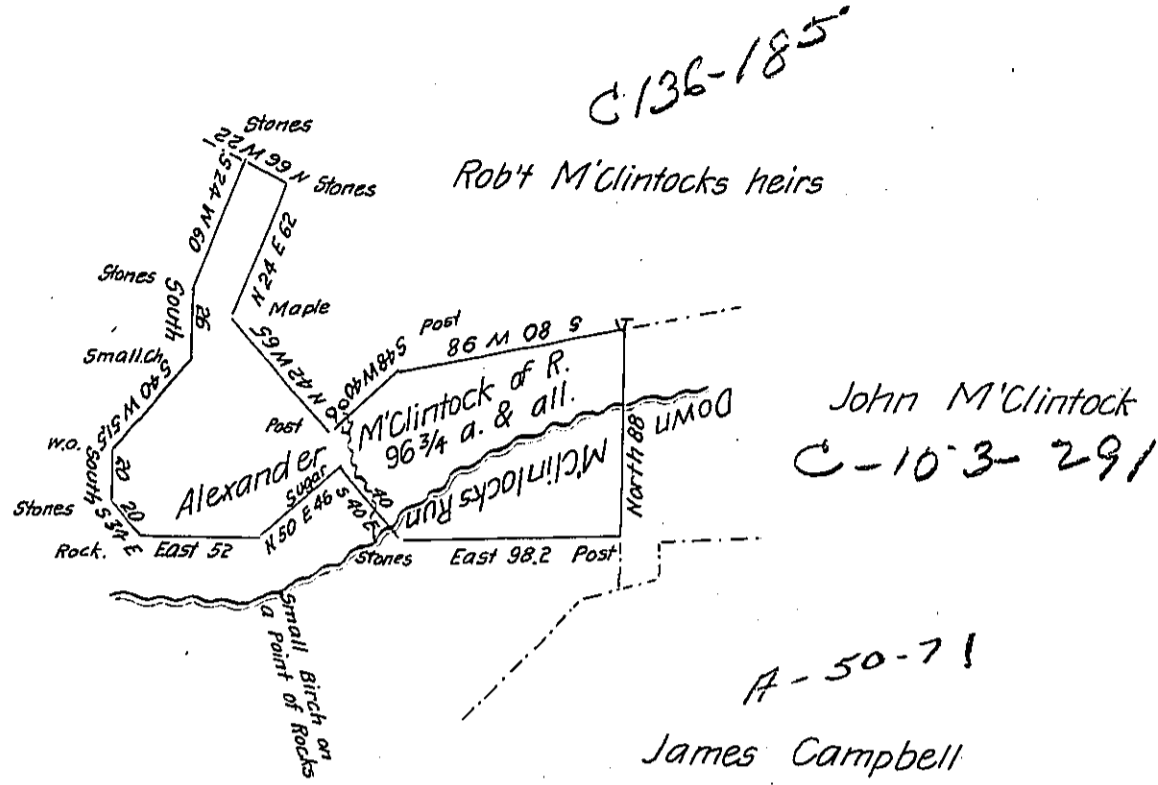 C136-185
Rob't M'Clintocks heirs
Stones
N 66 W 22
Stones
S 24 W 60
N 24 E 62
Stones
South
26
Maple
Small.Ch.
S 40 W 51.5
N 42 W 65
Post
S 48 W 40
Post
S 80 W 98
M'Clintock of R.
96 3/4 a. & all.
Alexander
w.o.
South
20
Stones
S 34 E
20
Rock.
East 52
N 50 E 46
Sugar
S 40 E
40
Stones
East 98.2
Post
North 88
Down
M'Clintocks Run
Small Birch on
a Point of Rocks
John M'Clintock
C-103-291
A-50-71
James Campbell